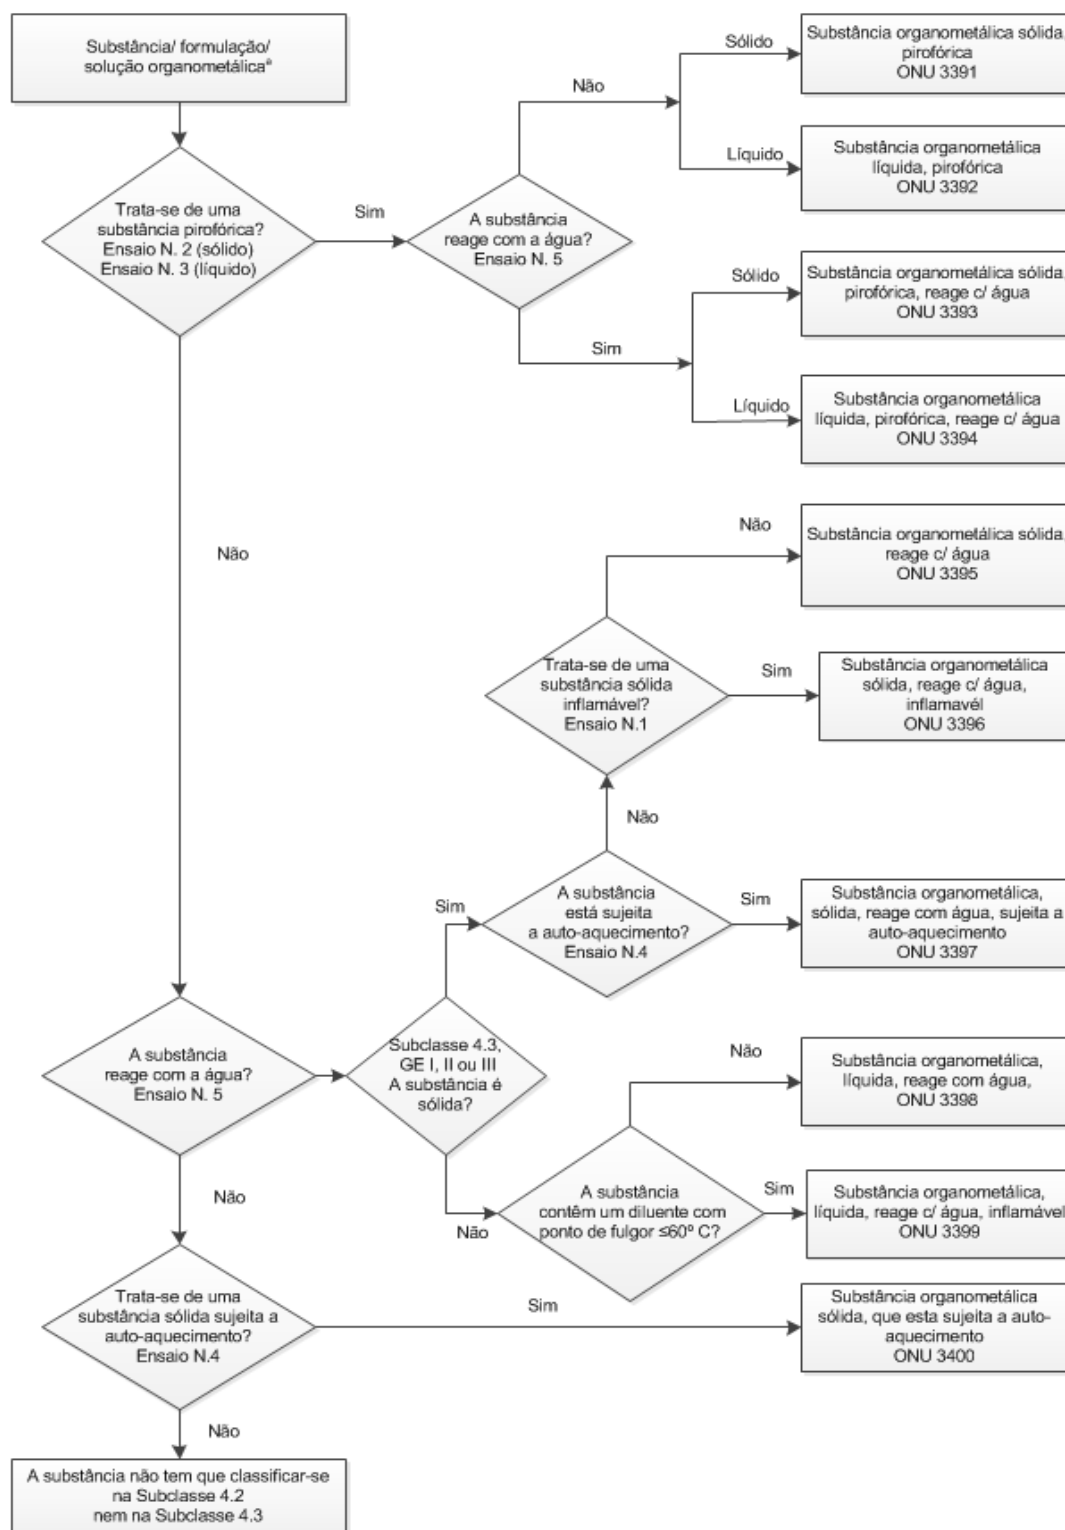 Substância/ formulação/
solução organometálicaª
Sólido
Substância organometálica sólida,
pirofórica
ONU 3391
Não
Líquido
Substância organometálica
líquida, pirofórica
ONU 3392
Trata-se de uma
substância pirofórica?
Ensaio N. 2 (sólido)
Ensaio N. 3 (líquido)
Sim
A substância
reage com a água?
Ensaio N. 5
Sólido
Substância organometálica sólida,
pirofórica, reage c/ água
ONU 3393
Sim
Líquido
Substância organometálica
líquida, pirofórica, reage c/ água
ONU 3394
Não
Não
Substância organometálica sólida,
reage c/ água
ONU 3395
Trata-se de uma
substância sólida
inflamável?
Ensaio N.1
Sim
Substância organometálica
sólida, reage c/ água,
inflamavél
ONU 3396
Não
Sim
A substância
está sujeita
a auto-aquecimento?
Ensaio N.4
Sim
Substância organometálica,
sólida, reage com água, sujeita a
auto-aquecimento
ONU 3397
A substância
reage com a água?
Ensaio N. 5
Subclasse 4.3,
GE I, II ou III
A substância é
sólida?
Não
Substância organometálica,
líquida, reage com água,
ONU 3398
Não
Não
A substância
contêm um diluente com
ponto de fulgor ≤60º C?
Sim
Substância organometálica,
líquida, reage c/ água, inflamável
ONU 3399
Trata-se de uma
substância sólida sujeita a
auto-aquecimento?
Ensaio N.4
Sim
Substância organometálica
sólida, que esta sujeita a auto-
aquecimento
ONU 3400
Não
A substância não tem que classificar-se
na Subclasse 4.2
nem na Subclasse 4.3